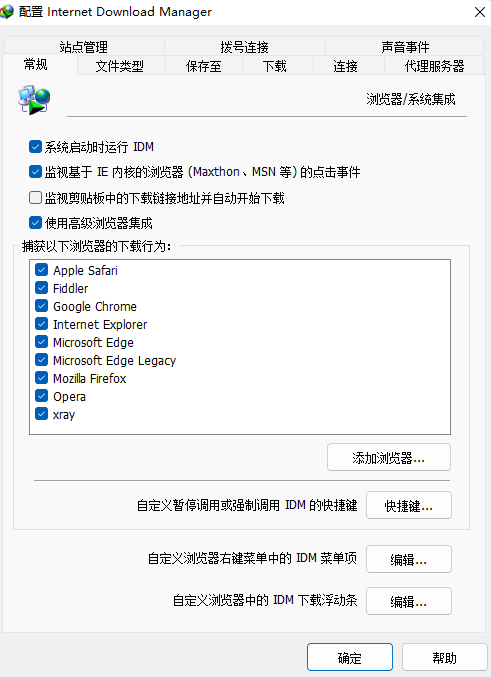 配置 Internet Download Manager
站点管理 拨号连接 声音事件
常规 文件类型 保存至 下载 连接 代理服务器
浏览器/系统集成
系统启动时运行 IDM
监视基于 IE 内核的浏览器 (Maxthon、MSN 等) 的点击事件
监视剪贴板中的下载链接地址并自动开始下载
使用高级浏览器集成
捕获以下浏览器的下载行为:
Apple Safari
Fiddler
Google Chrome
Internet Explorer
Microsoft Edge
Microsoft Edge Legacy
Mozilla Firefox
Opera
xray
添加浏览器...
自定义暂停调用或强制调用 IDM 的快捷键 快捷键...
自定义浏览器右键菜单中的 IDM 菜单项 编辑...
自定义浏览器中的 IDM 下载浮动条 编辑...
确定 帮助